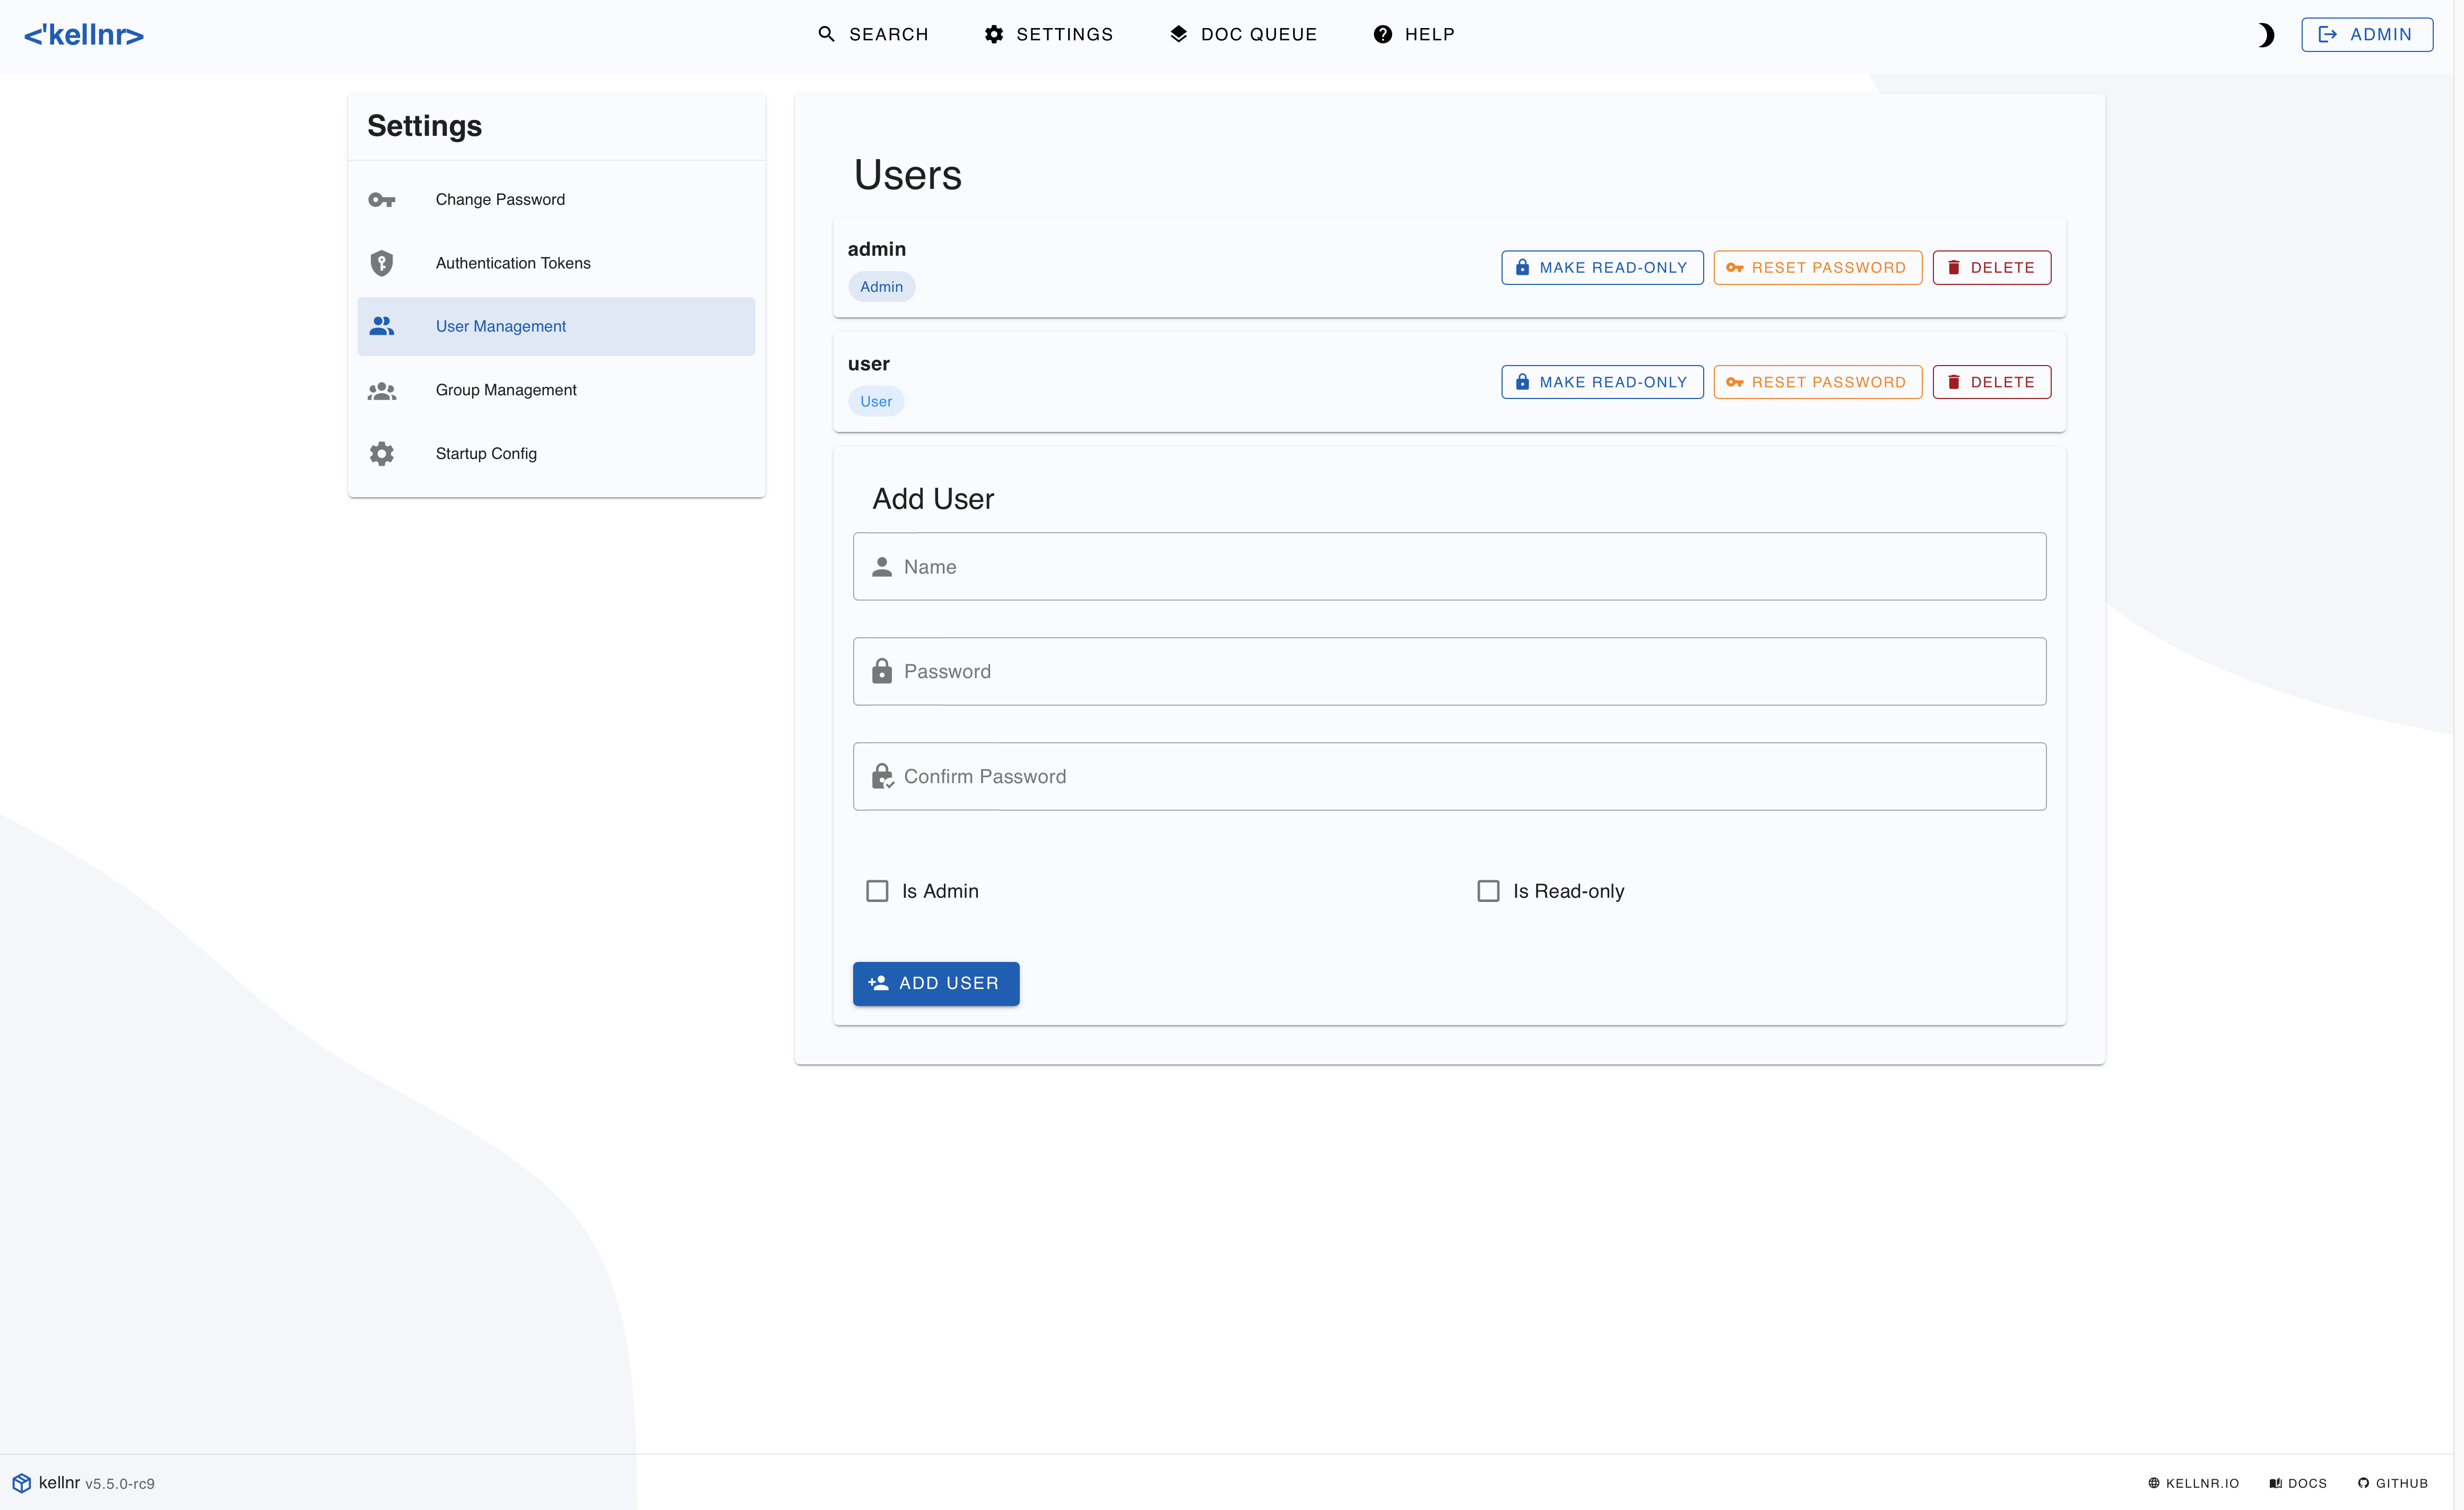 <'kellnr>
SEARCH
SETTINGS
DOC QUEUE
HELP
ADMIN
Settings
Change Password
Authentication Tokens
User Management
Group Management
Startup Config
Users
admin
Admin
MAKE READ-ONLY
RESET PASSWORD
DELETE
user
User
MAKE READ-ONLY
RESET PASSWORD
DELETE
Add User
Name
Password
Confirm Password
Is Admin
Is Read-only
ADD USER
kellnr v5.5.0-rc9
KELLNR.IO
DOCS
GITHUB